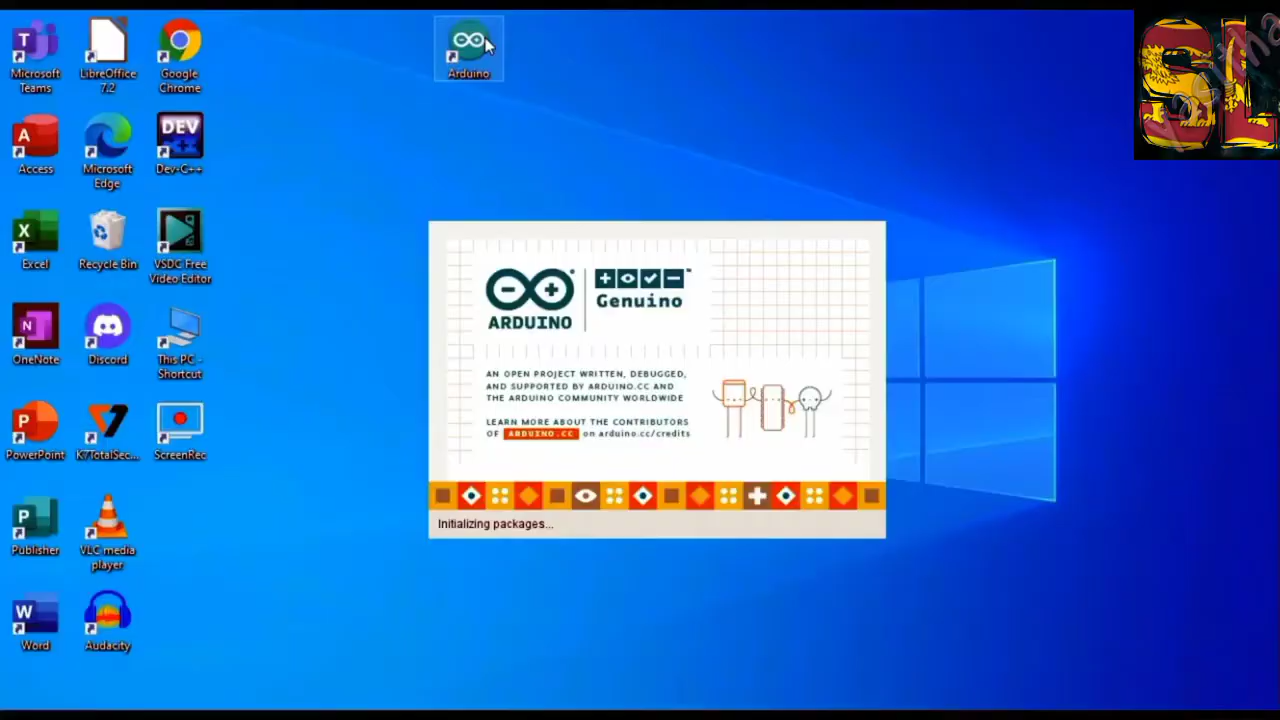 Microsoft
Teams
LibreOffice
7.2
Google
Chrome
Arduino
SL
A
Access
Microsoft
Edge
DEV
Dev-C++
X
Excel
Recycle Bin
VSDC Free
Video Editor
N
OneNote
Discord
This PC -
Shortcut
P
PowerPoint
K7TotalSec...
ScreenRec
P
Publisher
VLC media
player
W
Word
Audacity
ARDUINO
Genuino
AN OPEN PROJECT WRITTEN, DEBUGGED,
AND SUPPORTED BY ARDUINO.CC AND
THE ARDUINO COMMUNITY WORLDWIDE
LEARN MORE ABOUT THE CONTRIBUTORS
OF ARDUINO.CC on arduino.cc/credits
Initializing packages...